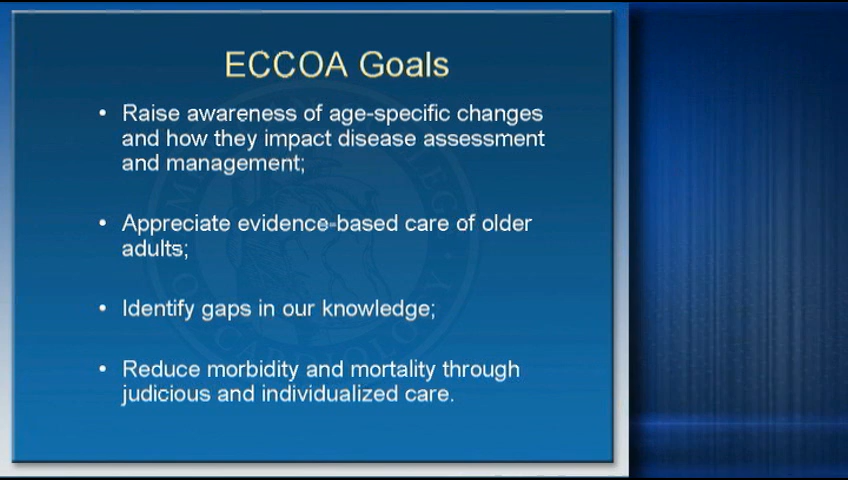 ECCOA Goals
• Raise awareness of age-specific changes
and how they impact disease assessment
and management;
• Appreciate evidence-based care of older
adults;
• Identify gaps in our knowledge;
• Reduce morbidity and mortality through
judicious and individualized care.